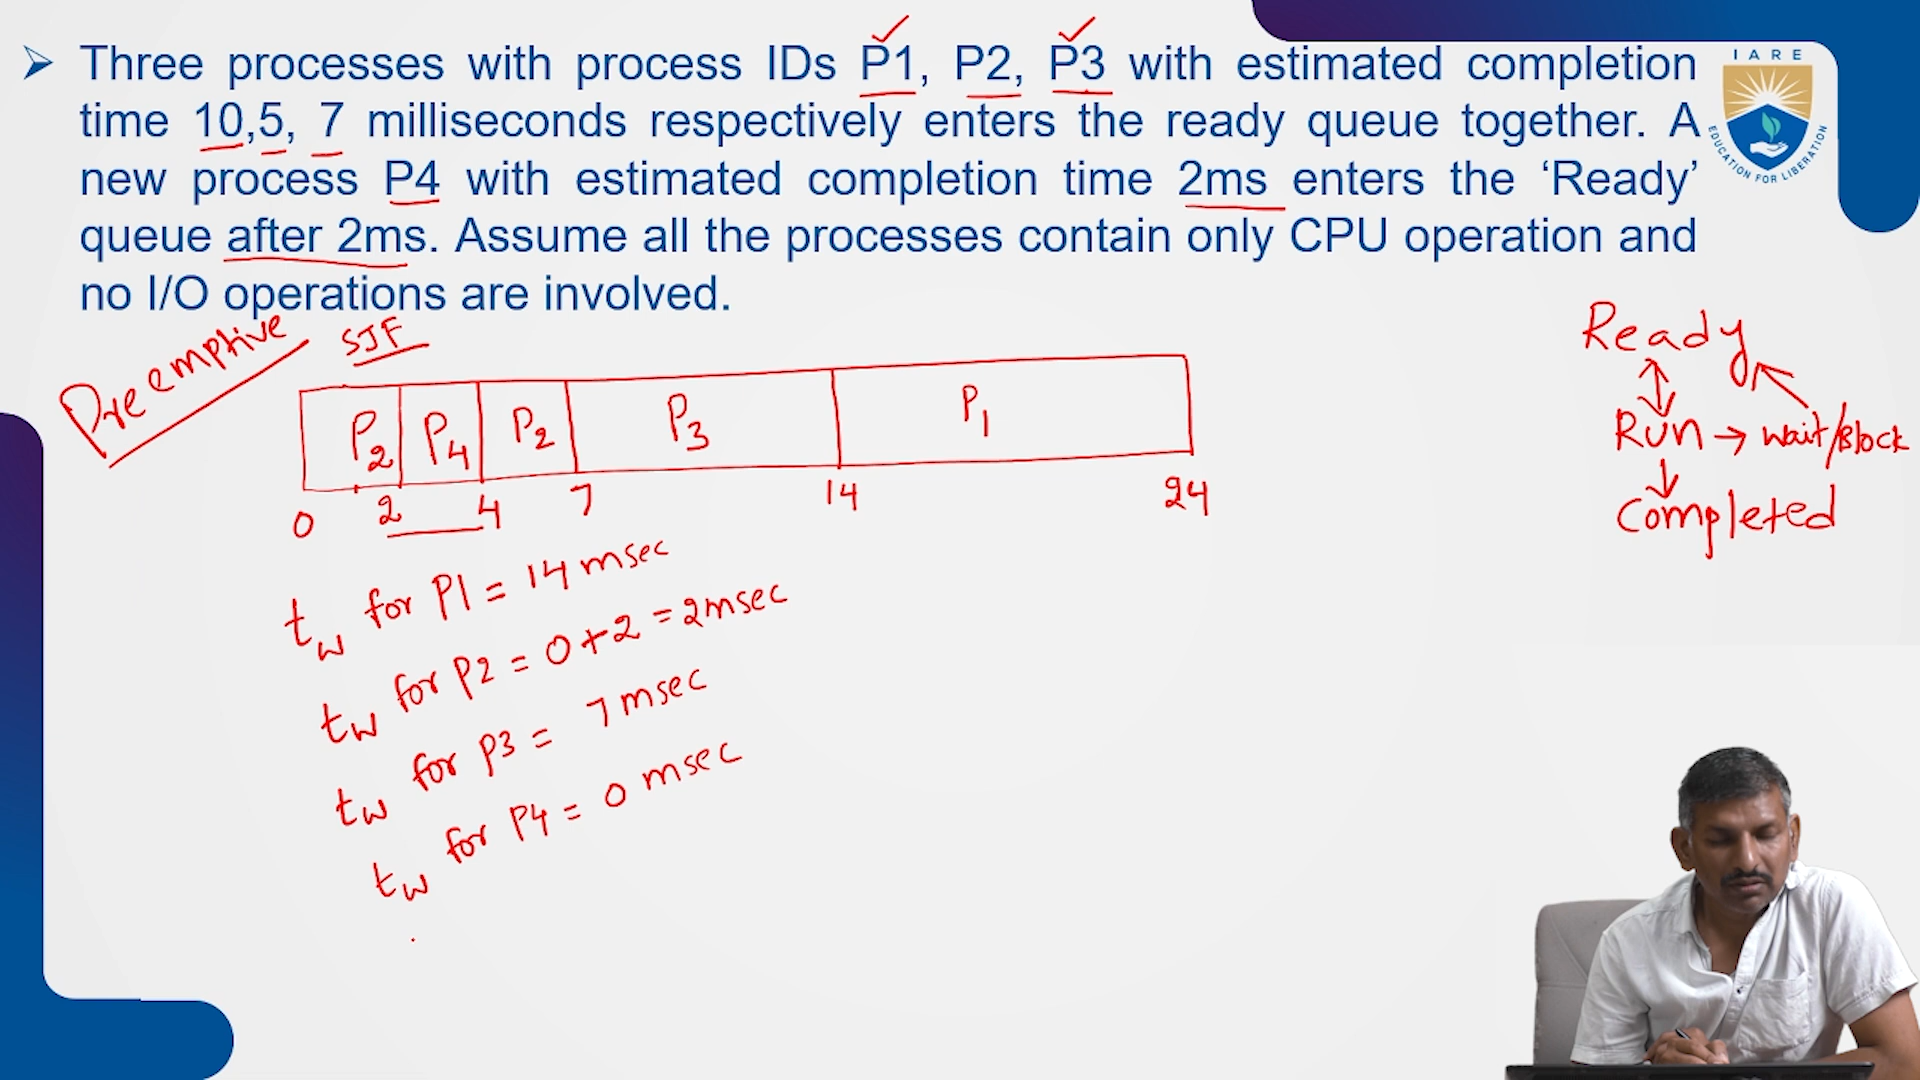 Three processes with process IDs P1, P2, P3 with estimated completion
time 10,5, 7 milliseconds respectively enters the ready queue together. A
new process P4 with estimated completion time 2ms enters the ‘Ready’
queue after 2ms. Assume all the processes contain only CPU operation and
no I/O operations are involved.
IARE
EDUCATION FOR LIBERATION
Preemptive SJF
P2 P4 P2 P3 P1
0 2 4 7 14 24
tw for P1 = 14 msec
tw for P2 = 0+2 = 2msec
tw for P3 = 7 msec
tw for P4 = 0 msec
Ready
Run → Wait/Block
Completed